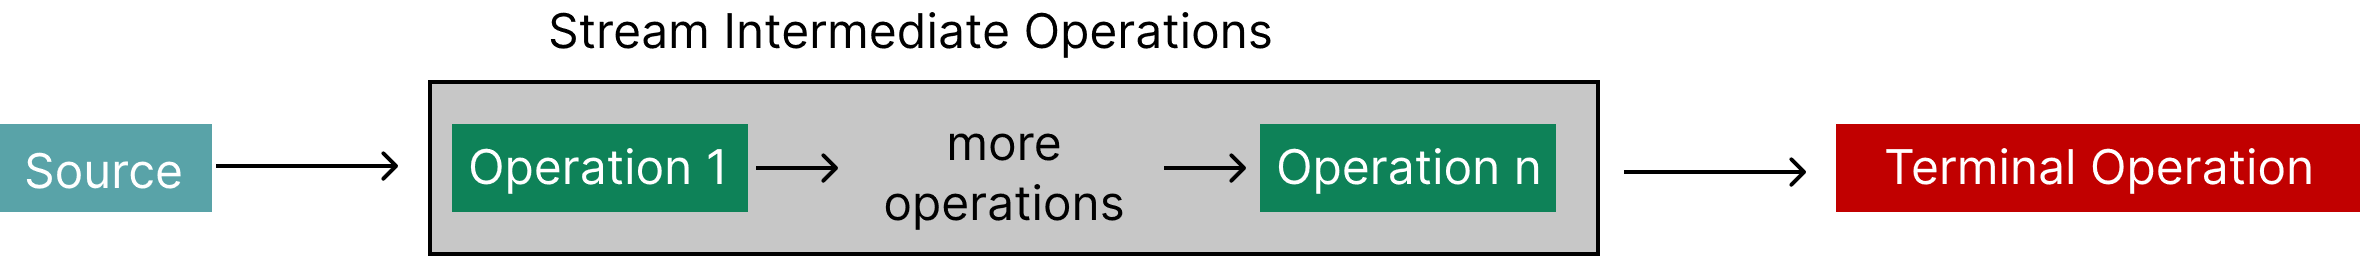 Stream Intermediate Operations
Source
Operation 1
more
operations
Operation n
Terminal Operation